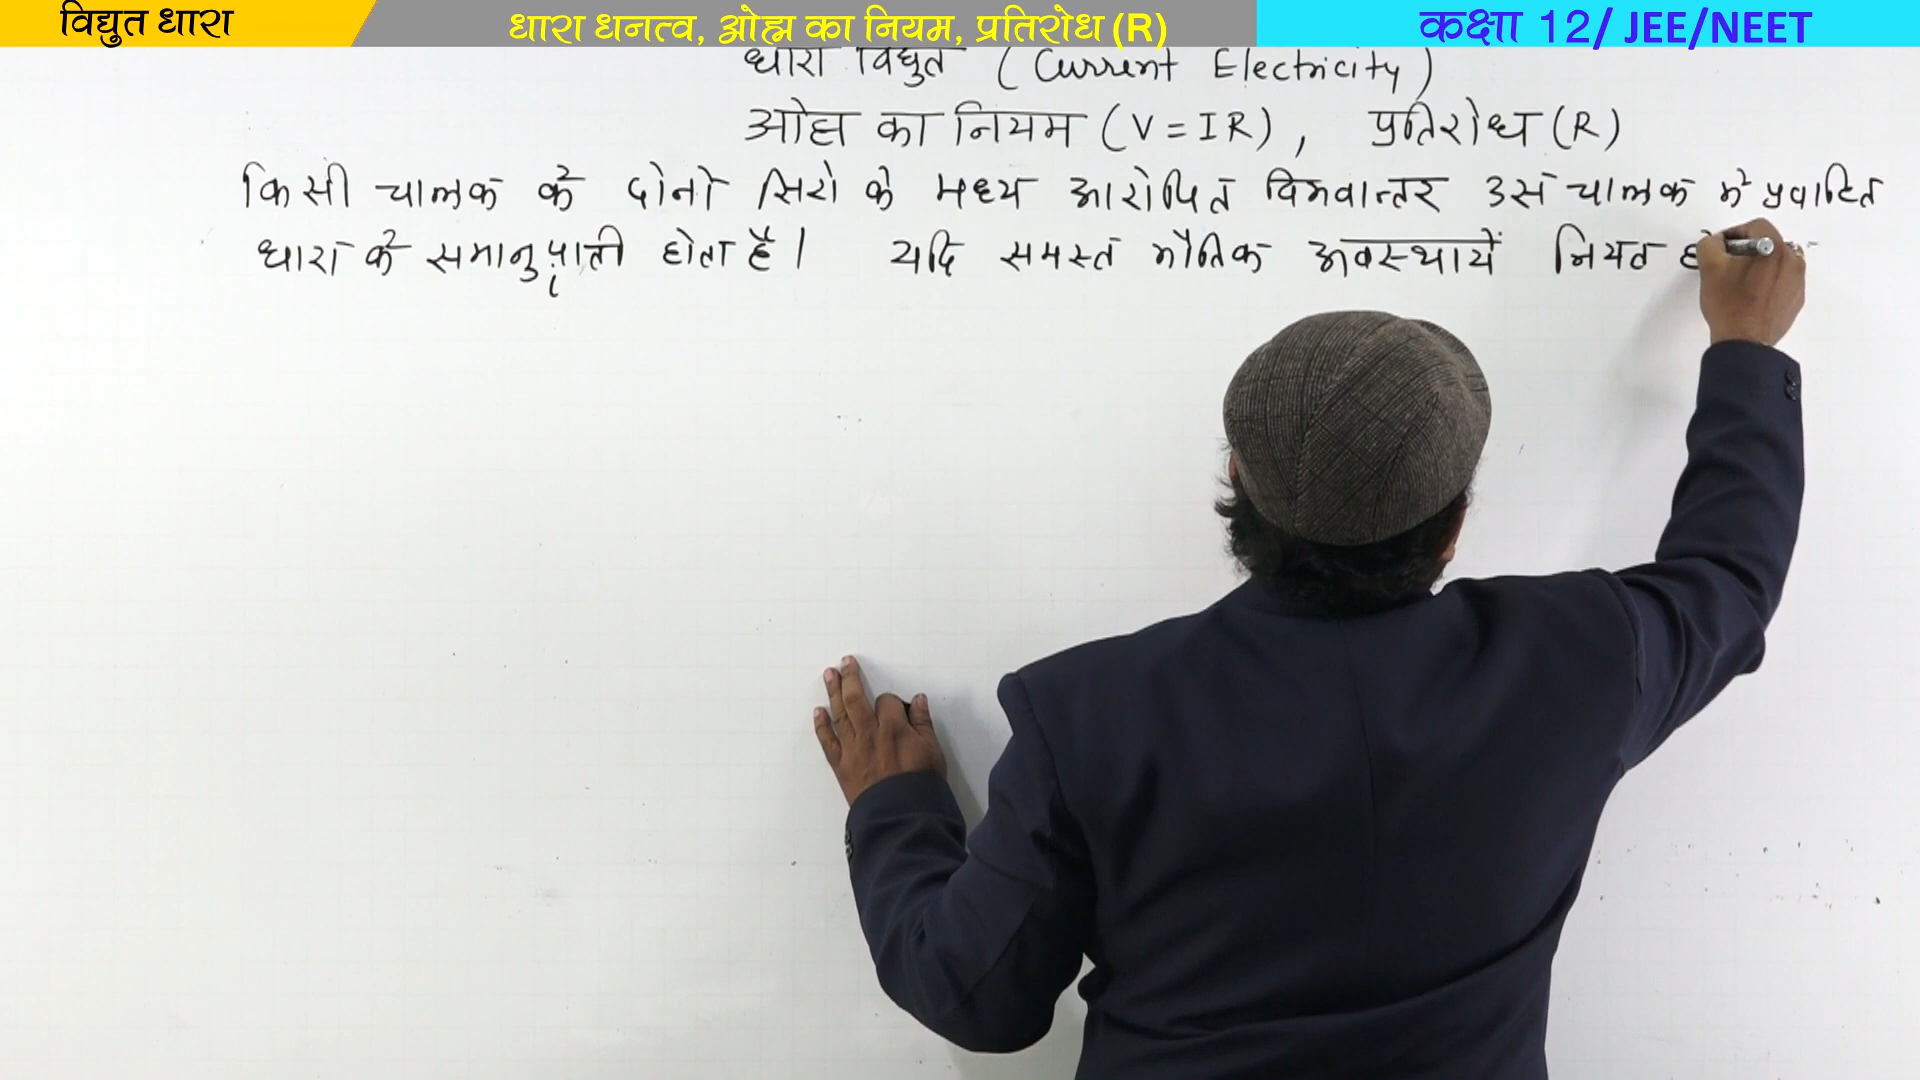 विद्युत धारा
धारा धनत्व, ओह्म का नियम, प्रतिरोध (R)
कक्षा 12/ JEE/NEET
धारा विद्युत (Current Electricity)
ओह्म का नियम (V = IR), प्रतिरोध (R)
किसी चालक के दोनो सिरो के मध्य आरोपित विभवान्तर उस चालक मे प्रवाहित
धारा के समानुपाती होता है। यदि समस्त भौतिक अवस्थायें नियत